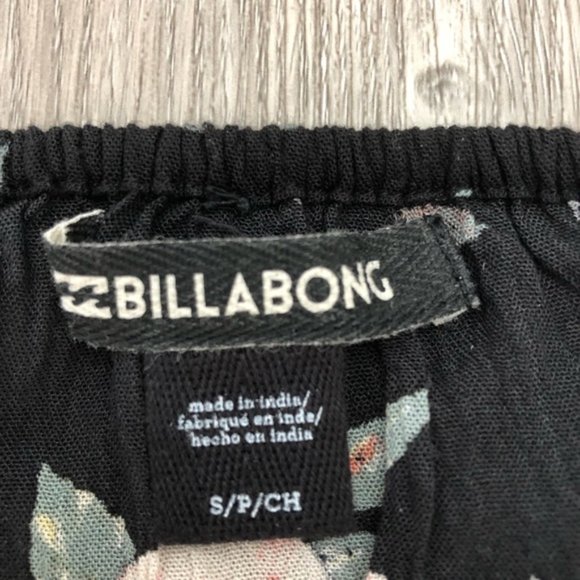 BILLABONG
made in india/
fabriqué en inde/
hecho en india
S/P/CH